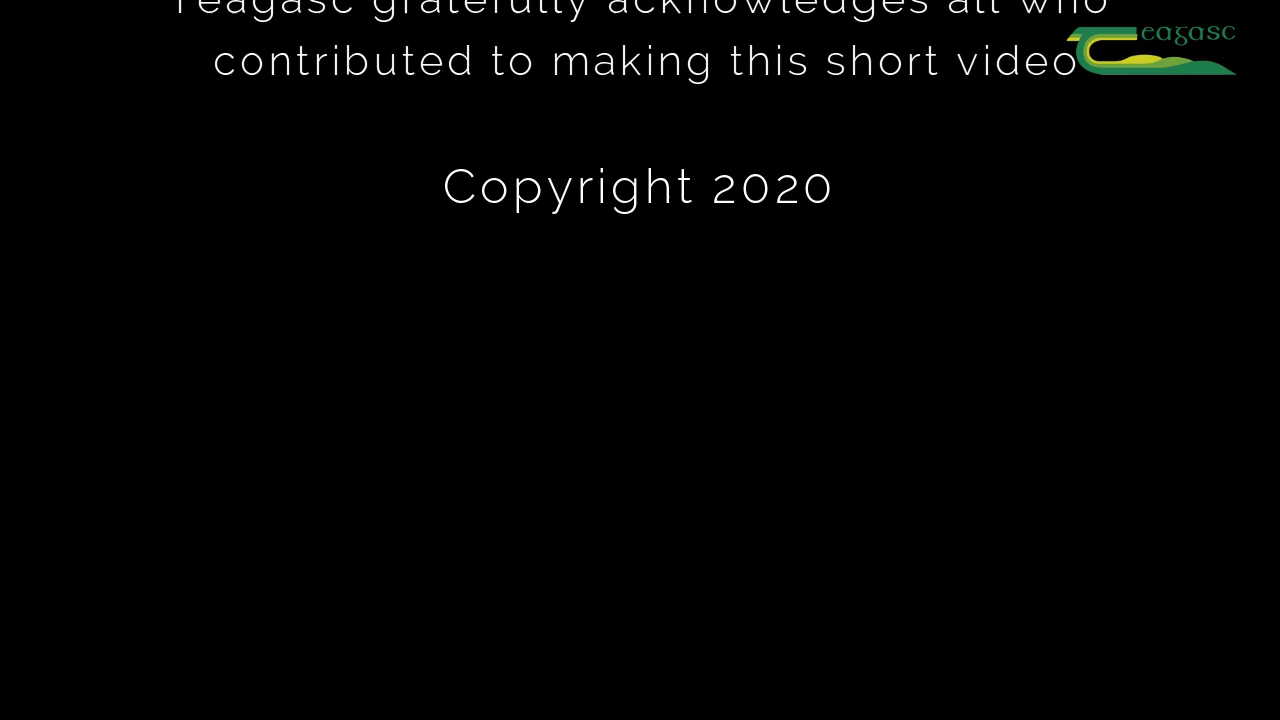 Teagasc gratefully acknowledges all who
contributed to making this short video
Teagasc
Copyright 2020